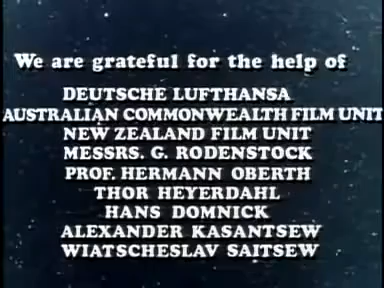 We are grateful for the help of
DEUTSCHE LUFTHANSA
AUSTRALIAN COMMONWEALTH FILM UNIT
NEW ZEALAND FILM UNIT
MESSRS. G. RODENSTOCK
PROF. HERMANN OBERTH
THOR HEYERDAHL
HANS DOMNICK
ALEXANDER KASANTSEW
WIATSCHESLAV SAITSEW